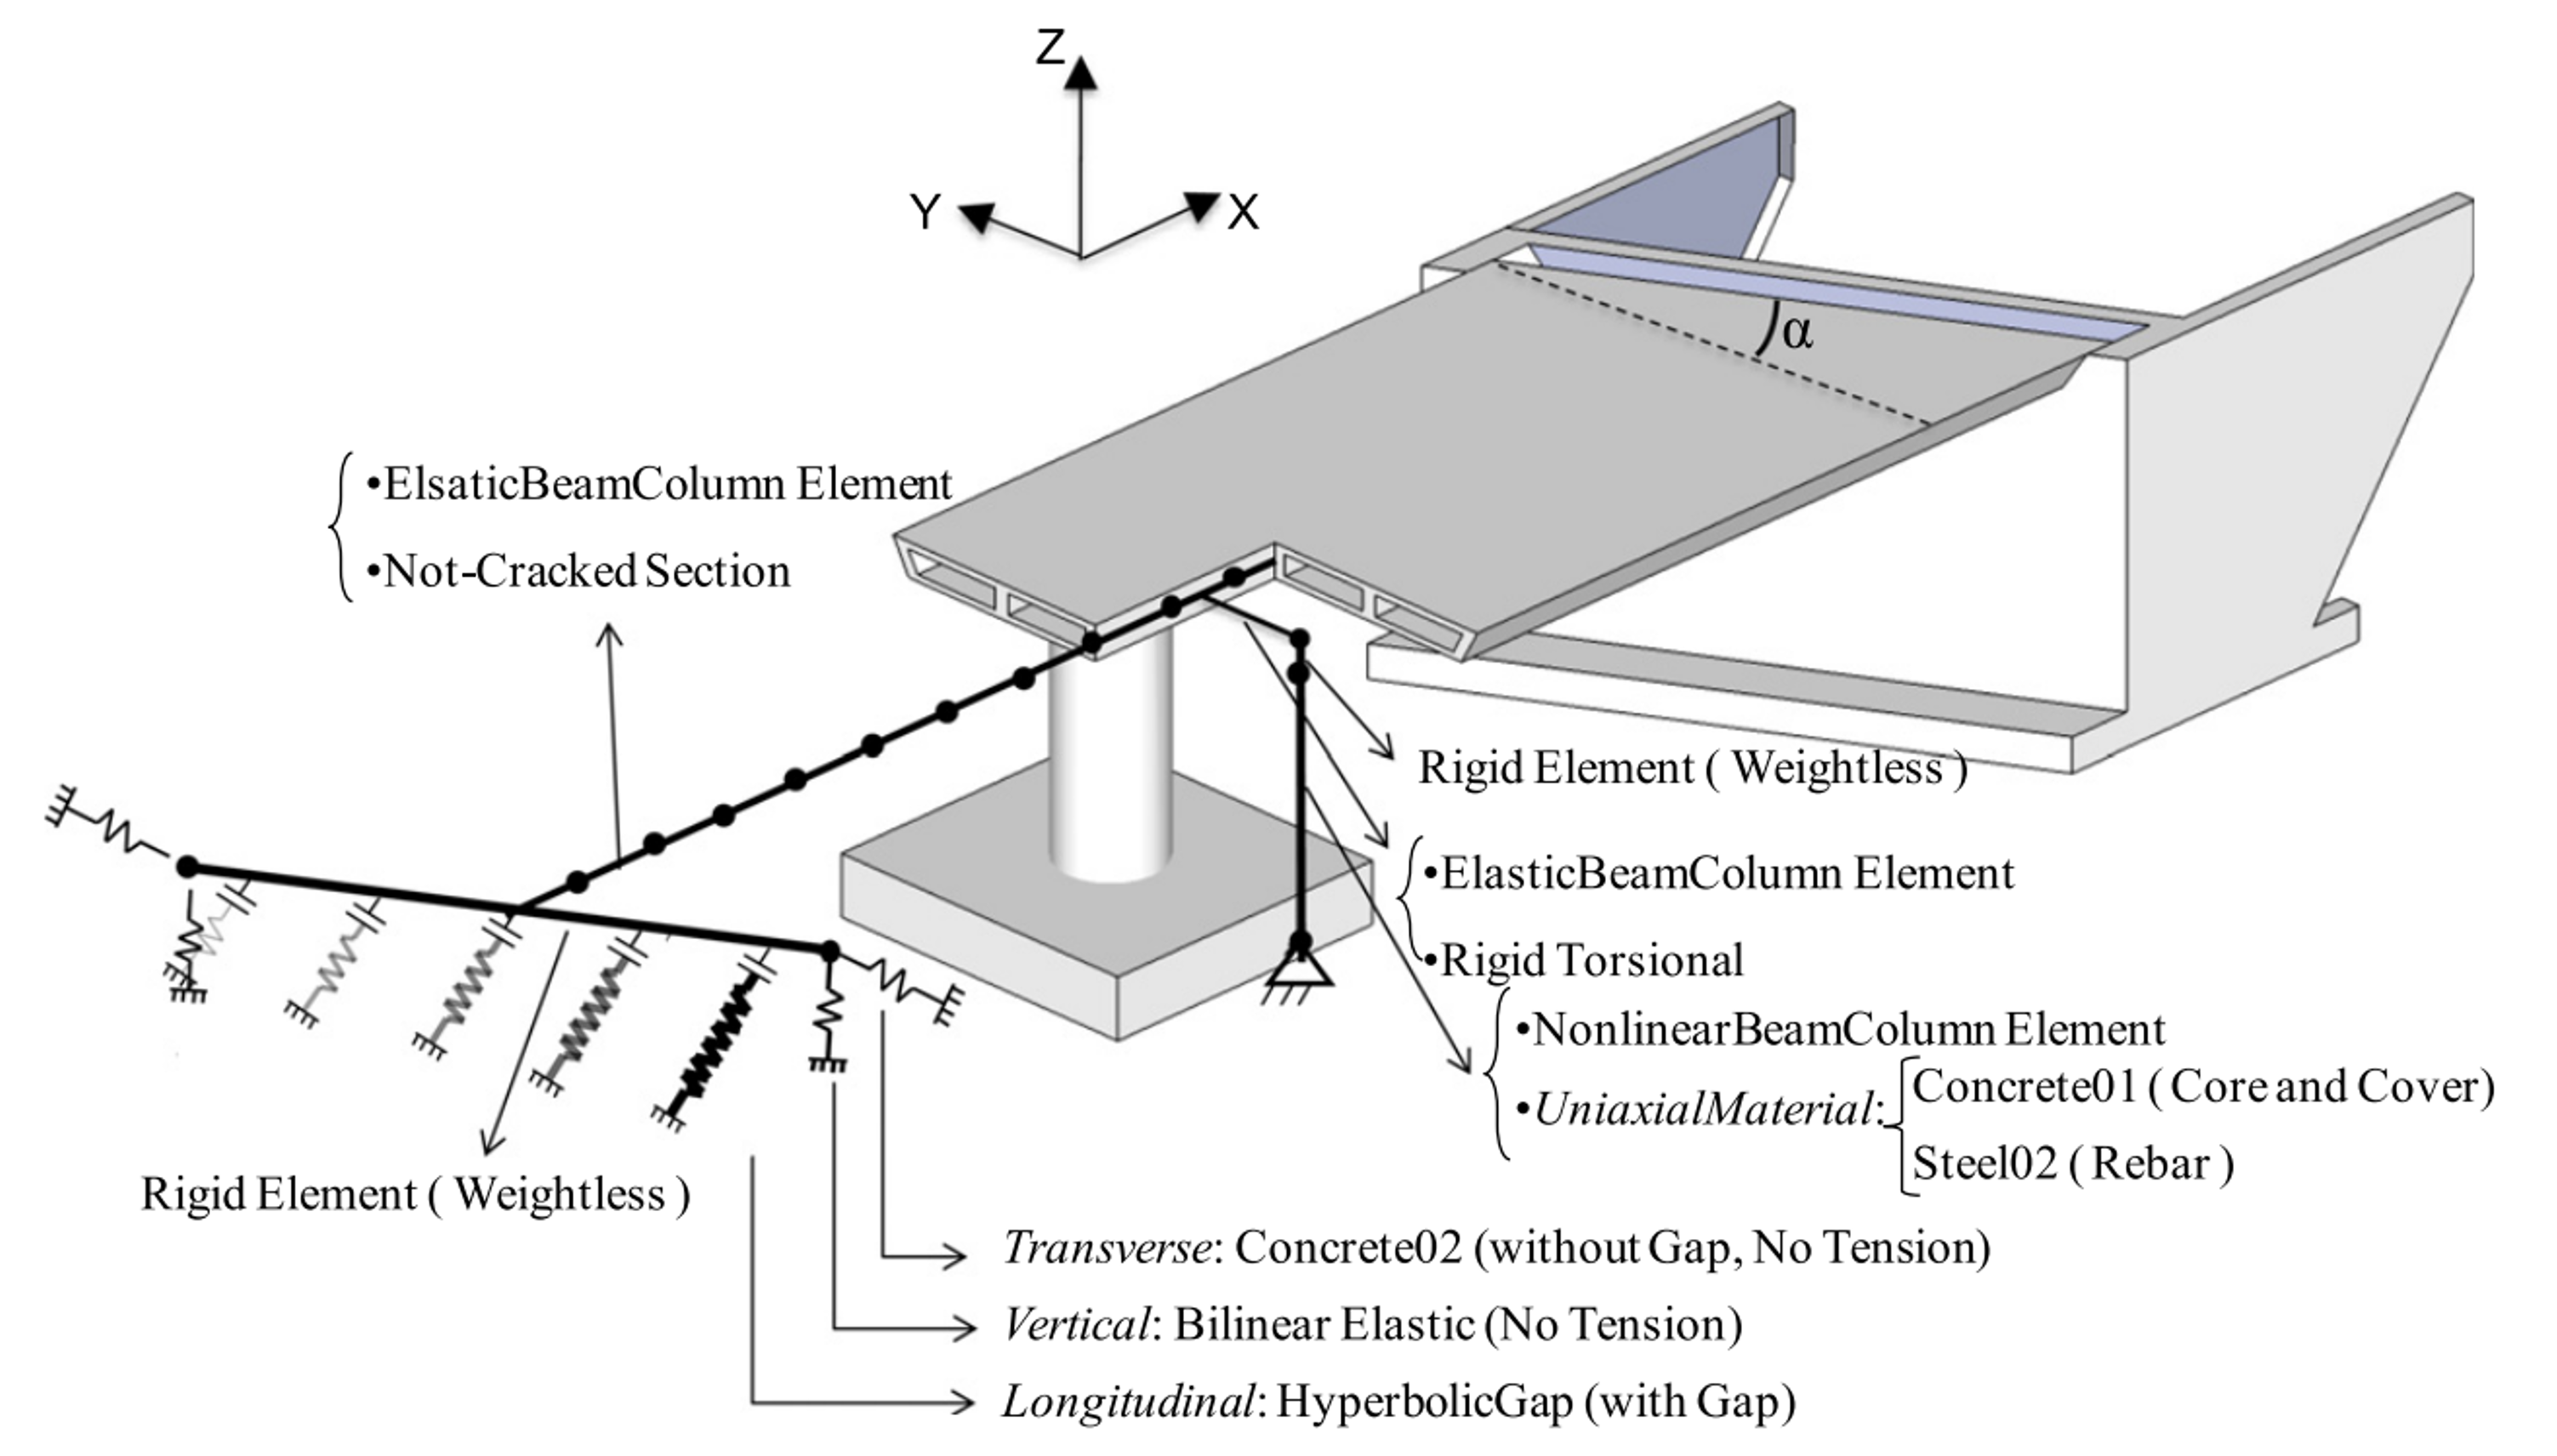 Z
Y
X
α
•ElsaticBeamColumn Element
•Not-Cracked Section
Rigid Element ( Weightless )
•ElasticBeamColumn Element
•Rigid Torsional
•NonlinearBeamColumn Element
•UniaxialMaterial:
Concrete01 ( Core and Cover)
Steel02 ( Rebar )
Rigid Element ( Weightless )
Transverse: Concrete02 (without Gap, No Tension)
Vertical: Bilinear Elastic (No Tension)
Longitudinal: HyperbolicGap (with Gap)